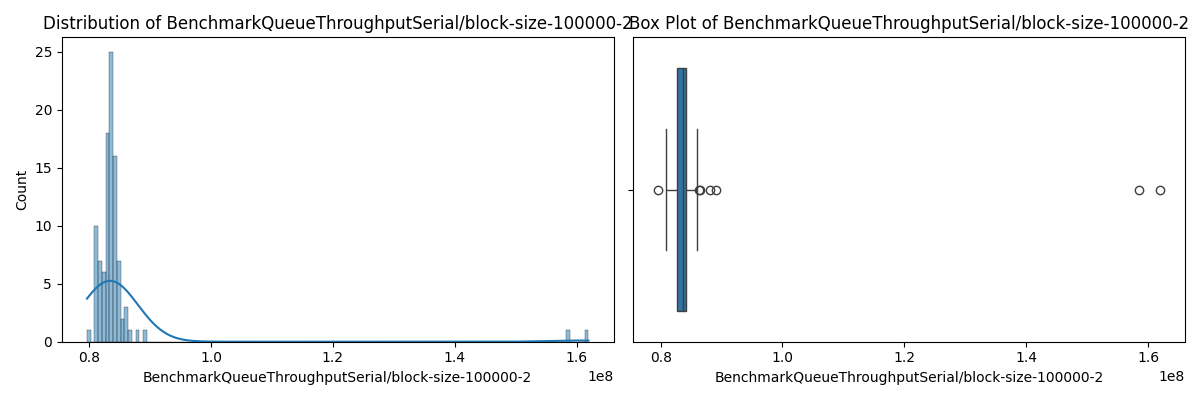 Distribution of BenchmarkQueueThroughputSerial/block-size-100000-2
25
20
15
10
5
0
Count
0.8
1.0
1.2
1.4
1.6
1e8
BenchmarkQueueThroughputSerial/block-size-100000-2
Box Plot of BenchmarkQueueThroughputSerial/block-size-100000-2
0.8
1.0
1.2
1.4
1.6
1e8
BenchmarkQueueThroughputSerial/block-size-100000-2